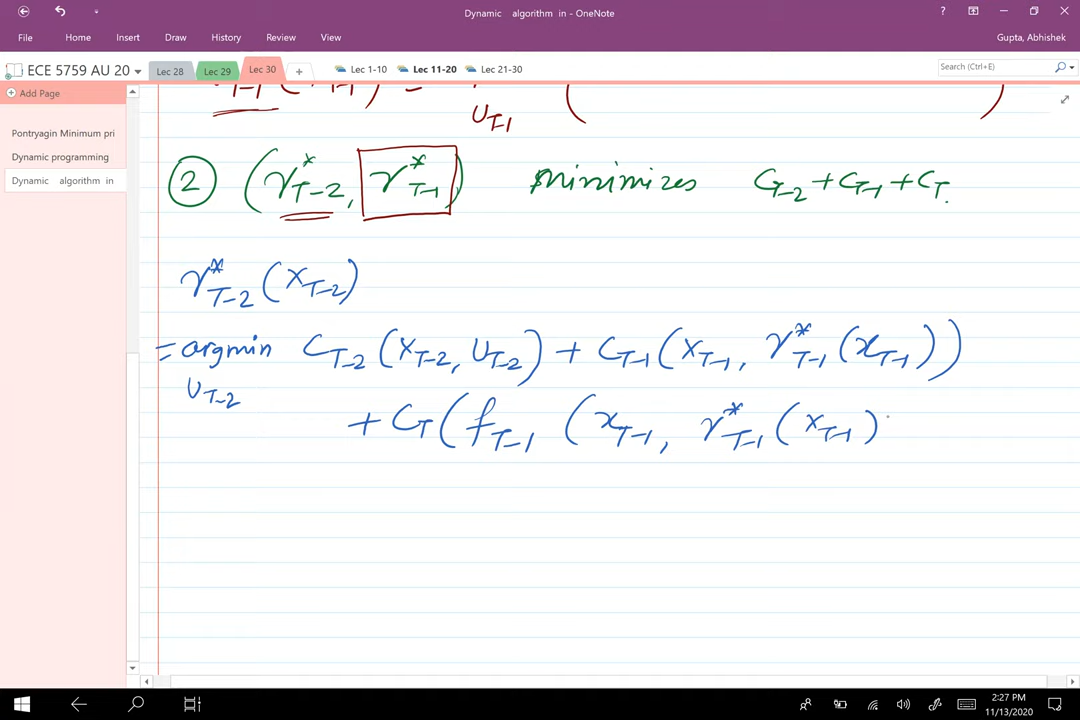 Dynamic algorithm in - OneNote
?
File Home Insert Draw History Review View
Gupta, Abhishek
ECE 5759 AU 20
Lec 28
Lec 29
Lec 30
+
Lec 1-10
Lec 11-20
Lec 21-30
Search (Ctrl+E)
Add Page
Pontryagin Minimum pri
Dynamic programming
Dynamic algorithm in
U_{T-1}
② (γ*_{T-2}, γ*_{T-1}) minimizes C_{T-2} + C_{T-1} + C_T.
γ*_{T-2} (x_{T-2})
= argmin C_{T-2} (x_{T-2}, U_{T-2}) + C_{T-1} (x_{T-1}, γ*_{T-1} (x_{T-1}))
U_{T-2}
+ C_T (f_{T-1} (x_{T-1}, γ*_{T-1} (x_{T-1})
2:27 PM
11/13/2020